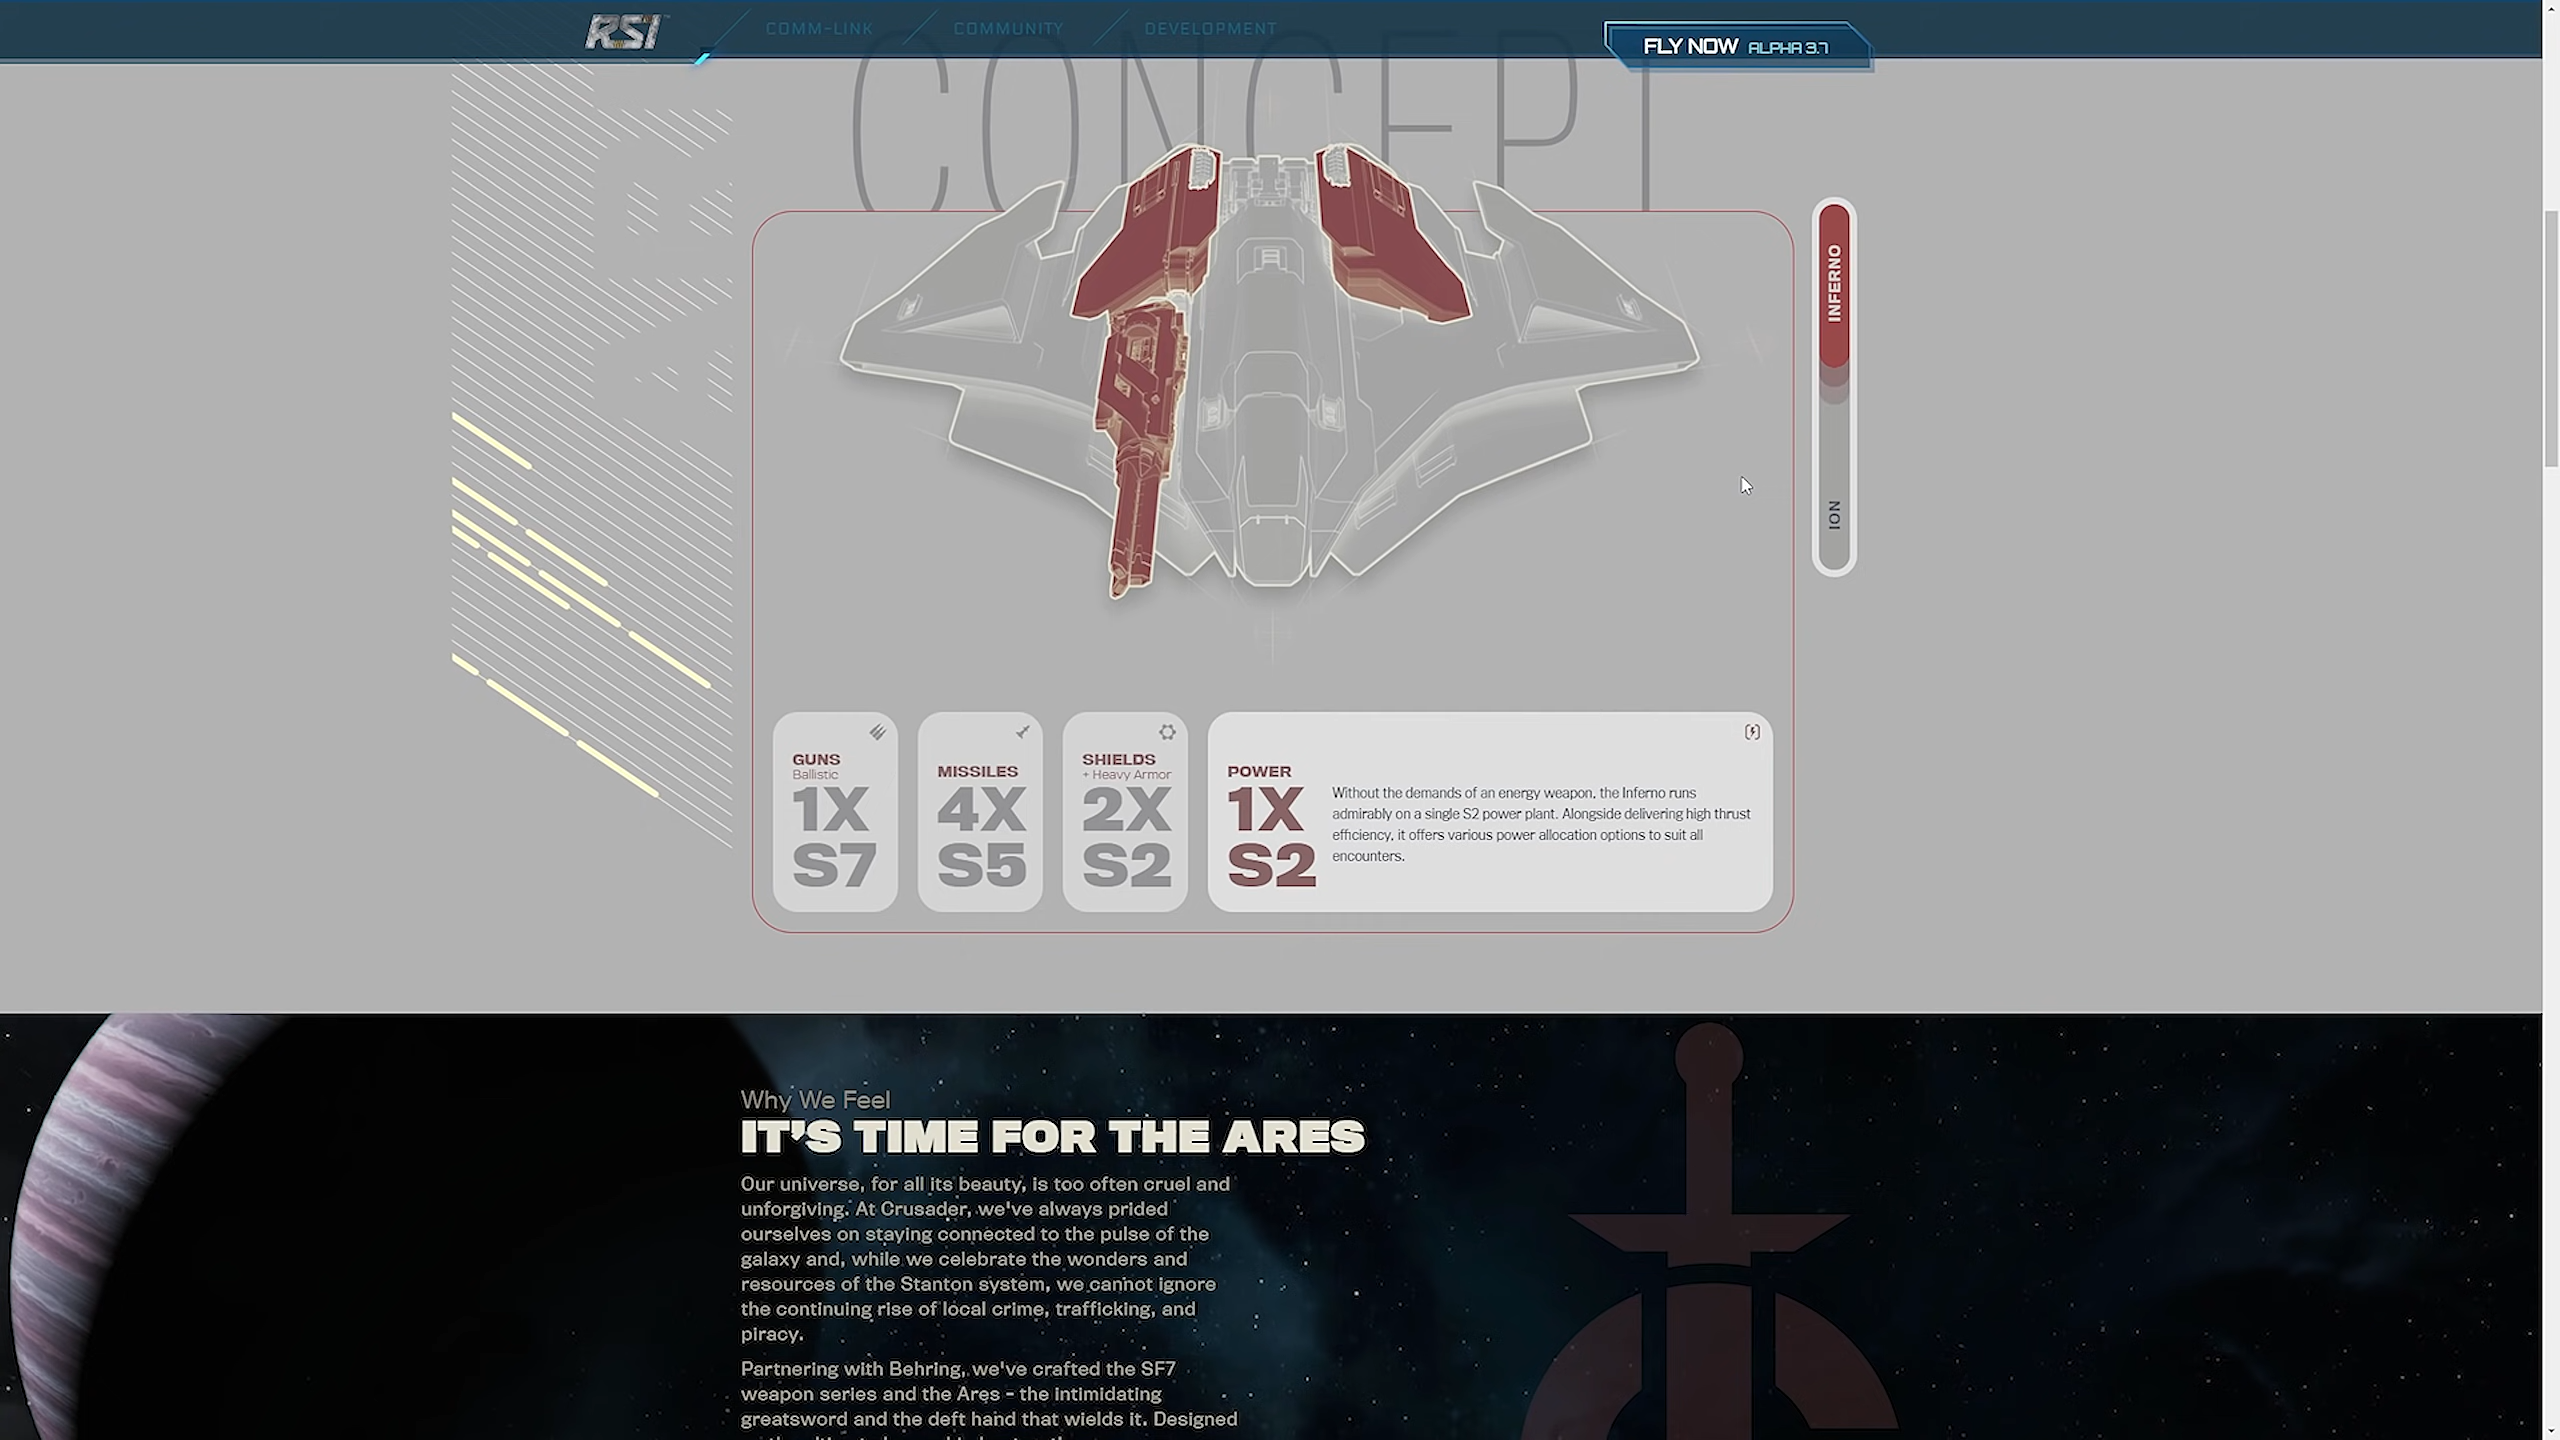 RSI
COMM-LINK
COMMUNITY
DEVELOPMENT
FLY NOW ALPHA 3.7
CONCEPT
INFERNO
ION
GUNS
Ballistic
1X
S7
MISSILES
4X
S5
SHIELDS
+ Heavy Armor
2X
S2
POWER
1X
S2
Without the demands of an energy weapon, the Inferno runs
admirably on a single S2 power plant. Alongside delivering high thrust
efficiency, it offers various power allocation options to suit all
encounters.
Why We Feel
IT'S TIME FOR THE ARES
Our universe, for all its beauty, is too often cruel and
unforgiving. At Crusader, we've always prided
ourselves on staying connected to the pulse of the
galaxy and, while we celebrate the wonders and
resources of the Stanton system, we cannot ignore
the continuing rise of local crime, trafficking, and
piracy.
Partnering with Behring, we've crafted the SF7
weapon series and the Ares - the intimidating
greatsword and the deft hand that wields it. Designed